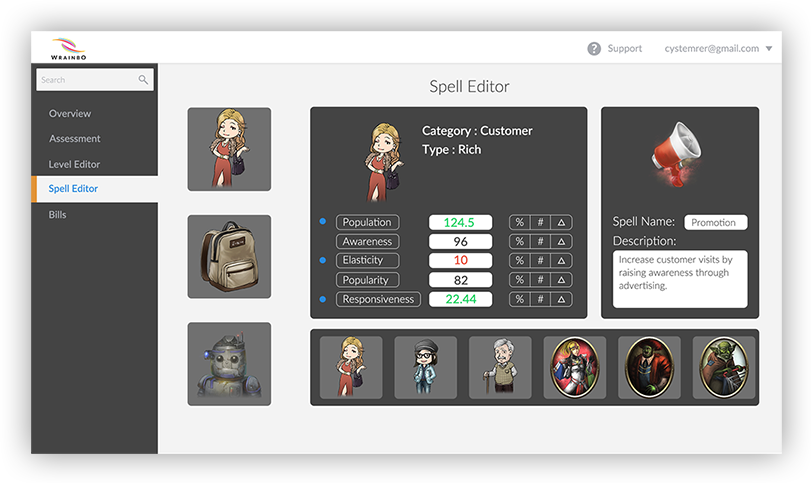 WRAINBO
? Support cystemrer@gmail.com
Search
Overview
Assessment
Level Editor
Spell Editor
Bills
Spell Editor
Category : Customer
Type : Rich
Population 124.5 % # Δ
Awareness 96 % # Δ
Elasticity 10 % # Δ
Popularity 82 % # Δ
Responsiveness 22.44 % # Δ
Spell Name: Promotion
Description:
Increase customer visits by
raising awareness through
advertising.